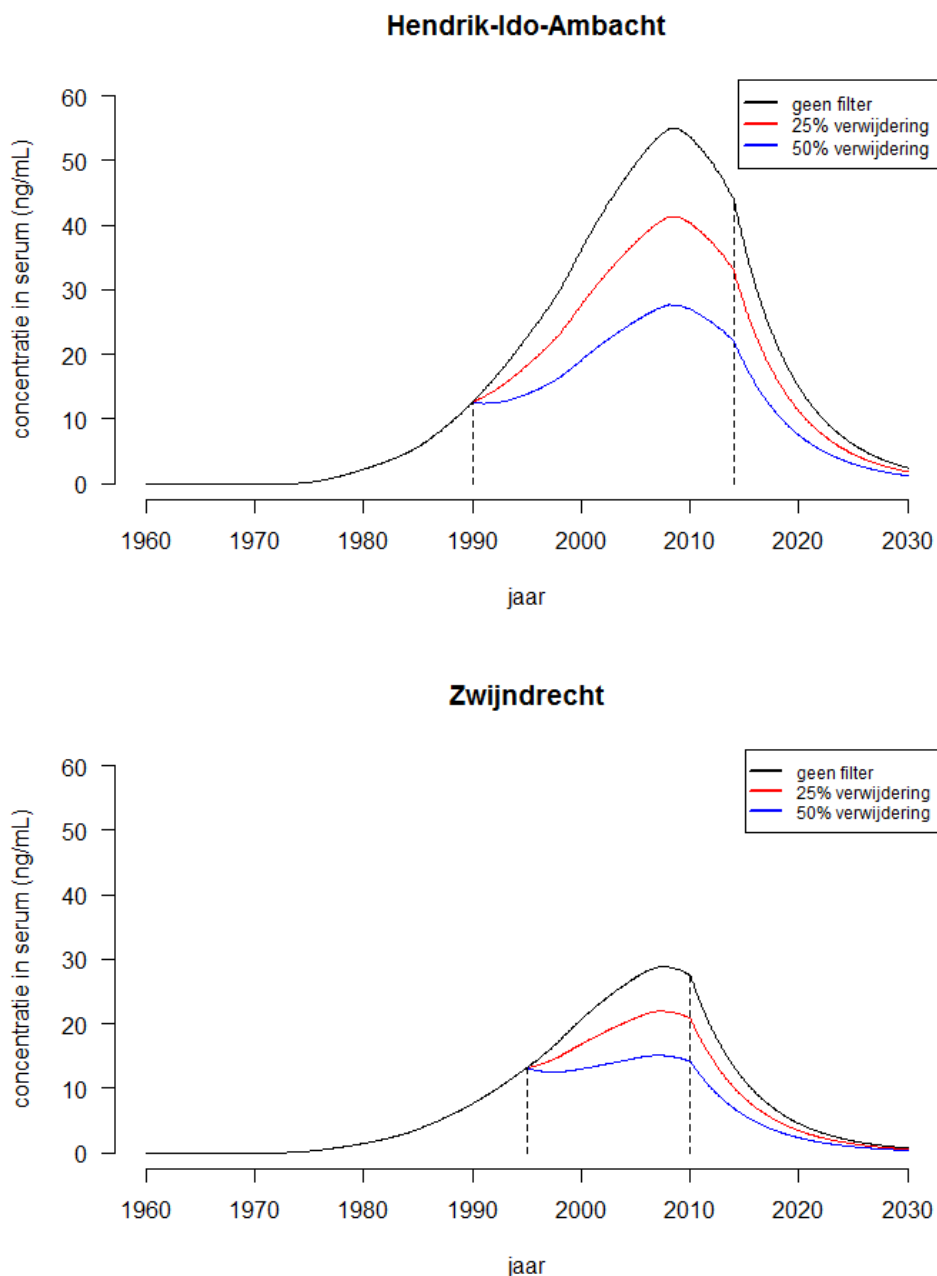 Hendrik-Ido-Ambacht
geen filter
25% verwijdering
50% verwijdering
concentratie in serum (ng/mL)
60
50
40
30
20
10
0
1960 1970 1980 1990 2000 2010 2020 2030
jaar
Zwijndrecht
geen filter
25% verwijdering
50% verwijdering
concentratie in serum (ng/mL)
60
50
40
30
20
10
0
1960 1970 1980 1990 2000 2010 2020 2030
jaar